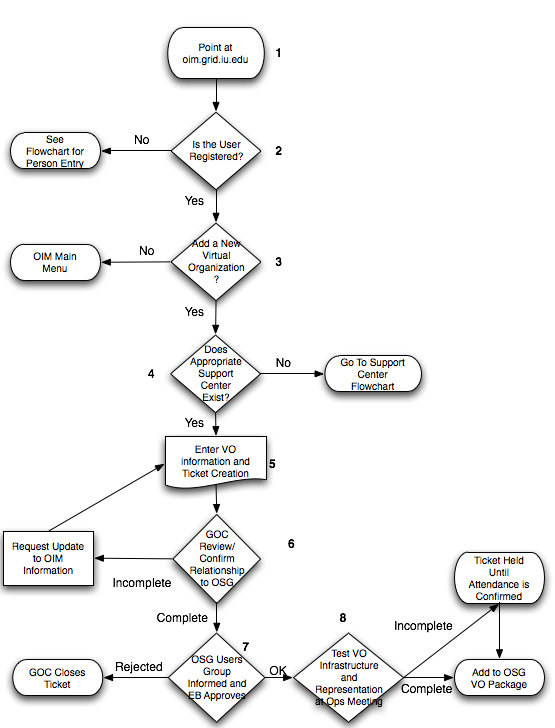 Point at
oim.grid.iu.edu
1
Is the User
Registered?
2
No
See
Flowchart for
Person Entry
Yes
Add a New
Virtual
Organization
?
3
No
OIM Main
Menu
Yes
Does
Appropriate
Support
Center
Exist?
4
No
Go To Support
Center
Flowchart
Yes
Enter VO
information and
Ticket Creation
5
GOC
Review/
Confirm
Relationship
to OSG
6
Request Update
to OIM
Information
Incomplete
Complete
7
OSG Users
Group
Informed and
EB Approves
Rejected
GOC Closes
Ticket
OK
8
Test VO
Infrastructure
and
Representation
at Ops Meeting
Incomplete
Ticket Held
Until
Attendance is
Confirmed
Complete
Add to OSG
VO Package